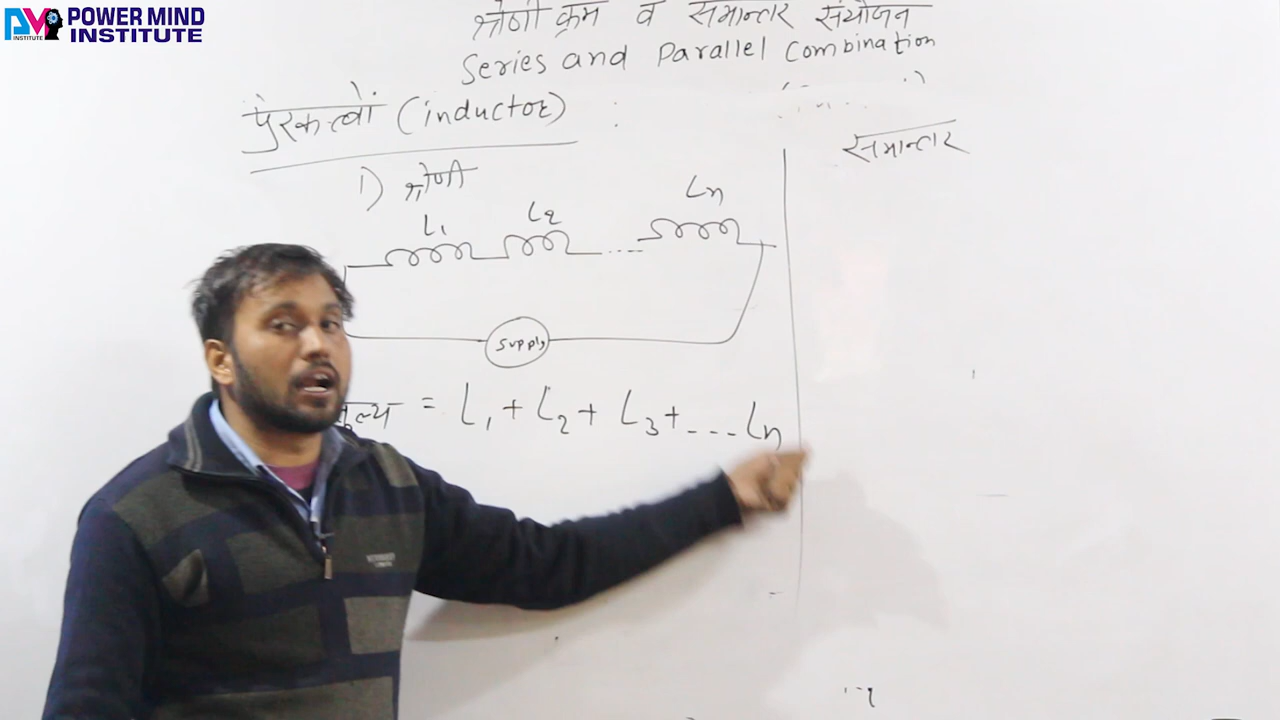 POWER MIND
INSTITUTE
INSTITUTE
श्रेणी क्रम व समान्तर संयोजन
Series and Parallel Combination
प्रेरकत्वों (inductor)
समान्तर
1) श्रेणी
L1 L2 Ln
supply
मूल्य = L1 + L2 + L3 + --- Ln